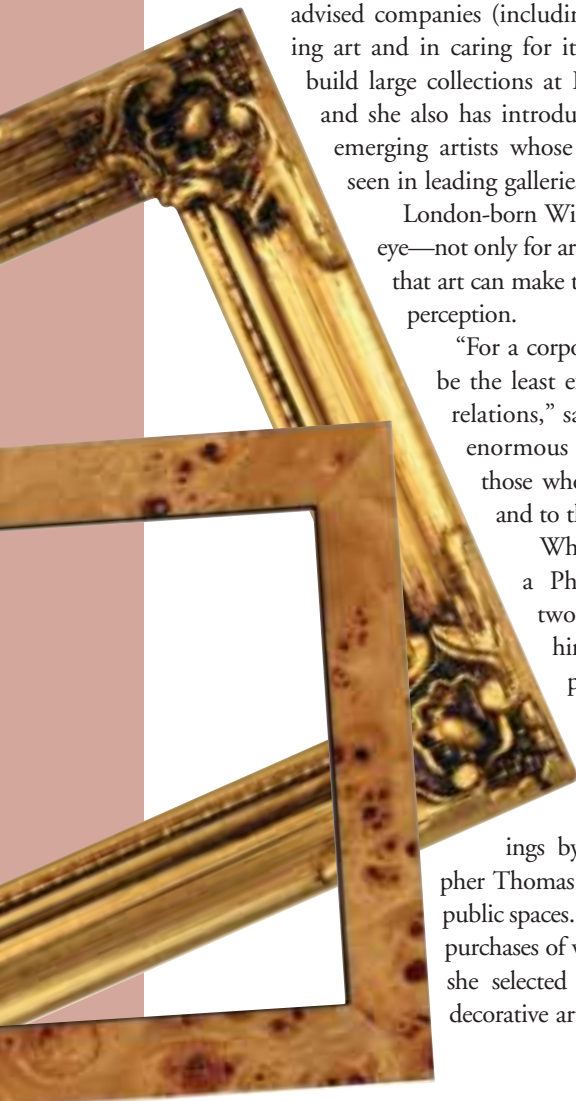 advised companies (includin
ing art and in caring for it
build large collections at
and she also has introdu
emerging artists whose
seen in leading gallerie
London-born Wi
eye—not only for ar
that art can make t
perception.
“For a corpo
be the least e
relations,” sa
enormous
those who
and to th
Wh
a Ph
two
him
p
ings by
pher Thomas
public spaces.
purchases of w
she selected
decorative ar